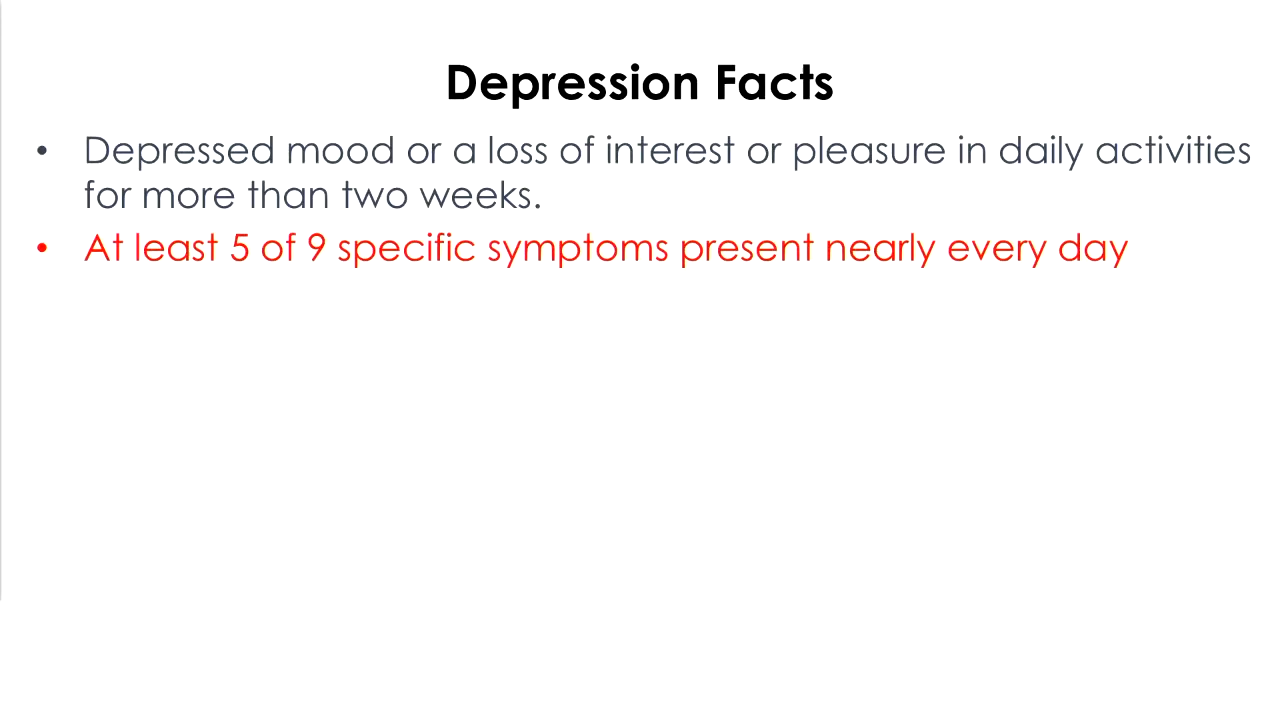 Depression Facts
• Depressed mood or a loss of interest or pleasure in daily activities
for more than two weeks.
• At least 5 of 9 specific symptoms present nearly every day